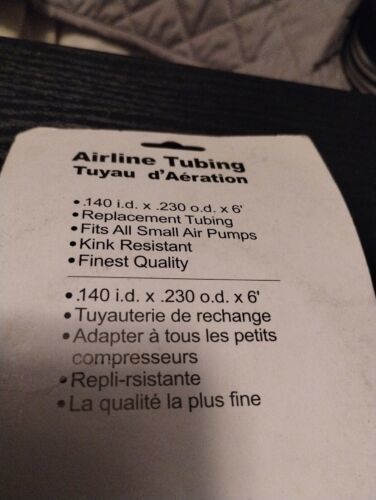 Airline Tubing
Tuyau d'Aération
• .140 i.d. x .230 o.d. x 6'
• Replacement Tubing
• Fits All Small Air Pumps
• Kink Resistant
• Finest Quality
• .140 i.d. x .230 o.d. x 6'
• Tuyauterie de rechange
• Adapter à tous les petits
compresseurs
• Repli-rsistante
• La qualité la plus fine